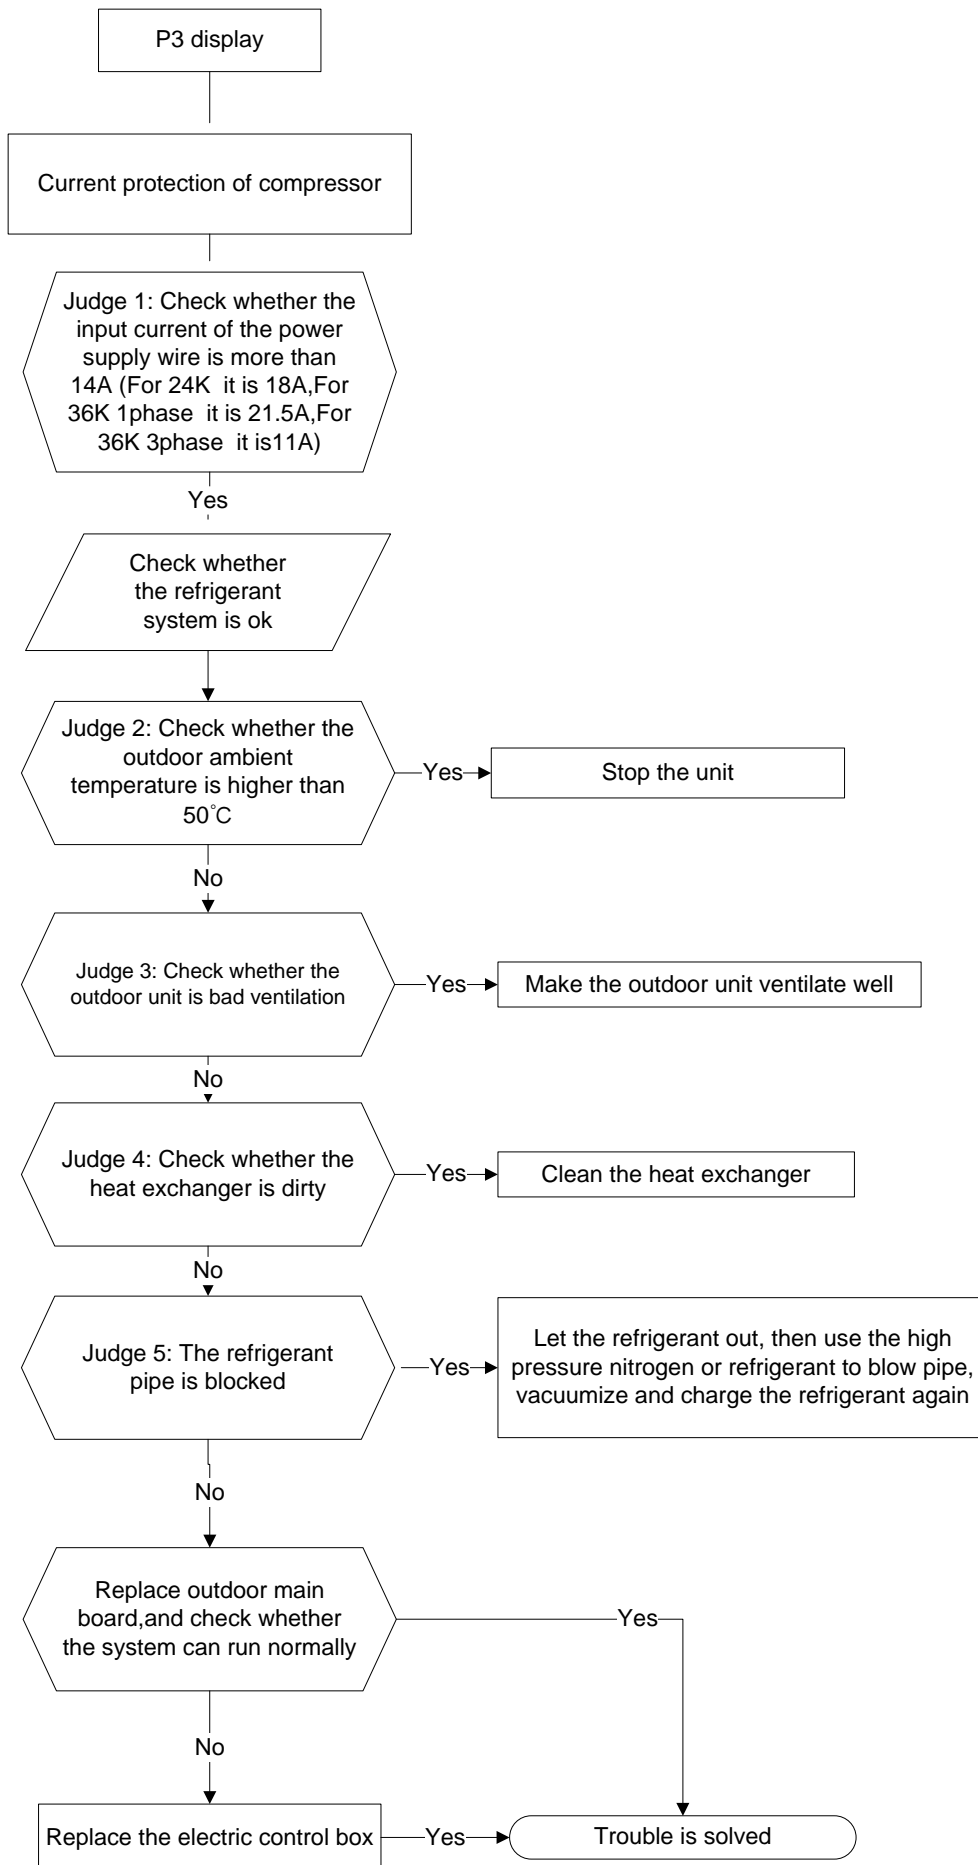 P3 display
Current protection of compressor
Judge 1: Check whether the
input current of the power
supply wire is more than
14A (For 24K  it is 18A,For
36K 1phase  it is 21.5A,For
36K 3phase  it is11A)
Yes
Check whether
the refrigerant
system is ok
Judge 2: Check whether the
outdoor ambient
temperature is higher than
50℃
Yes
Stop the unit
No
Judge 3: Check whether the
outdoor unit is bad ventilation
Yes
Make the outdoor unit ventilate well
No
Judge 4: Check whether the
heat exchanger is dirty
Yes
Clean the heat exchanger
No
Judge 5: The refrigerant
pipe is blocked
Yes
Let the refrigerant out, then use the high
pressure nitrogen or refrigerant to blow pipe,
vacuumize and charge the refrigerant again
No
Replace outdoor main
board,and check whether
the system can run normally
Yes
No
Replace the electric control box
Yes
Trouble is solved